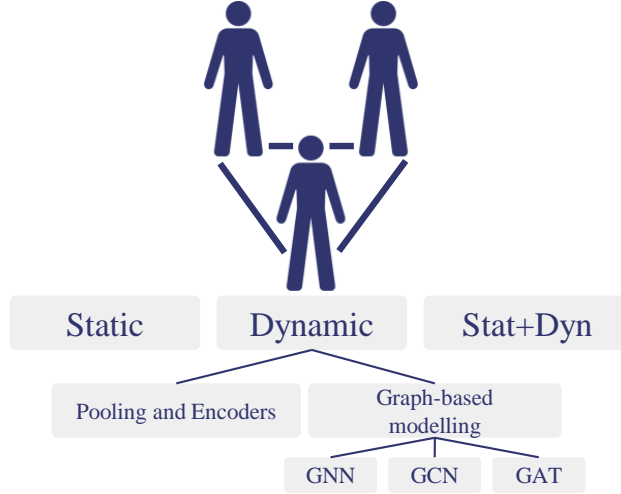 Static
Dynamic
Stat+Dyn
Pooling and Encoders
Graph-based
modelling
GNN
GCN
GAT